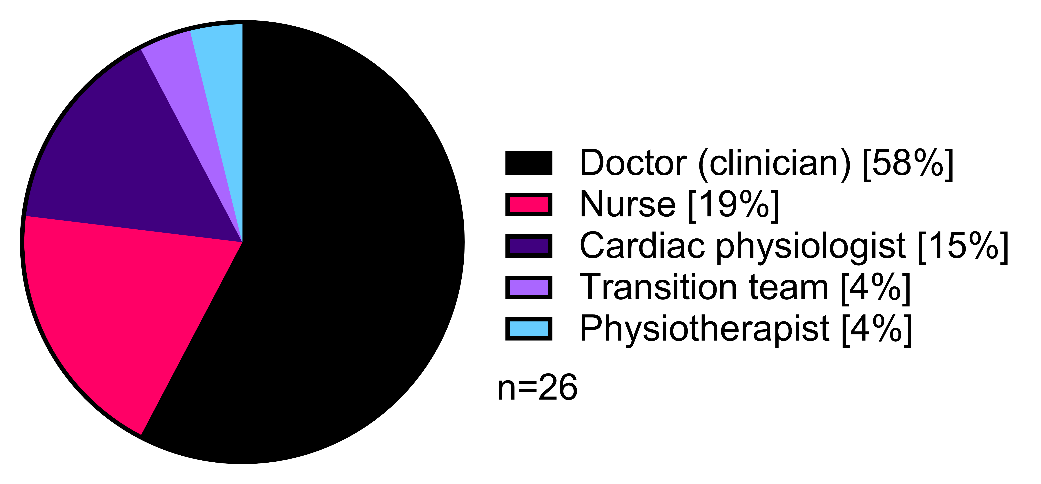 Doctor (clinician) [58%]
Nurse [19%]
Cardiac physiologist [15%]
Transition team [4%]
Physiotherapist [4%]
n=26